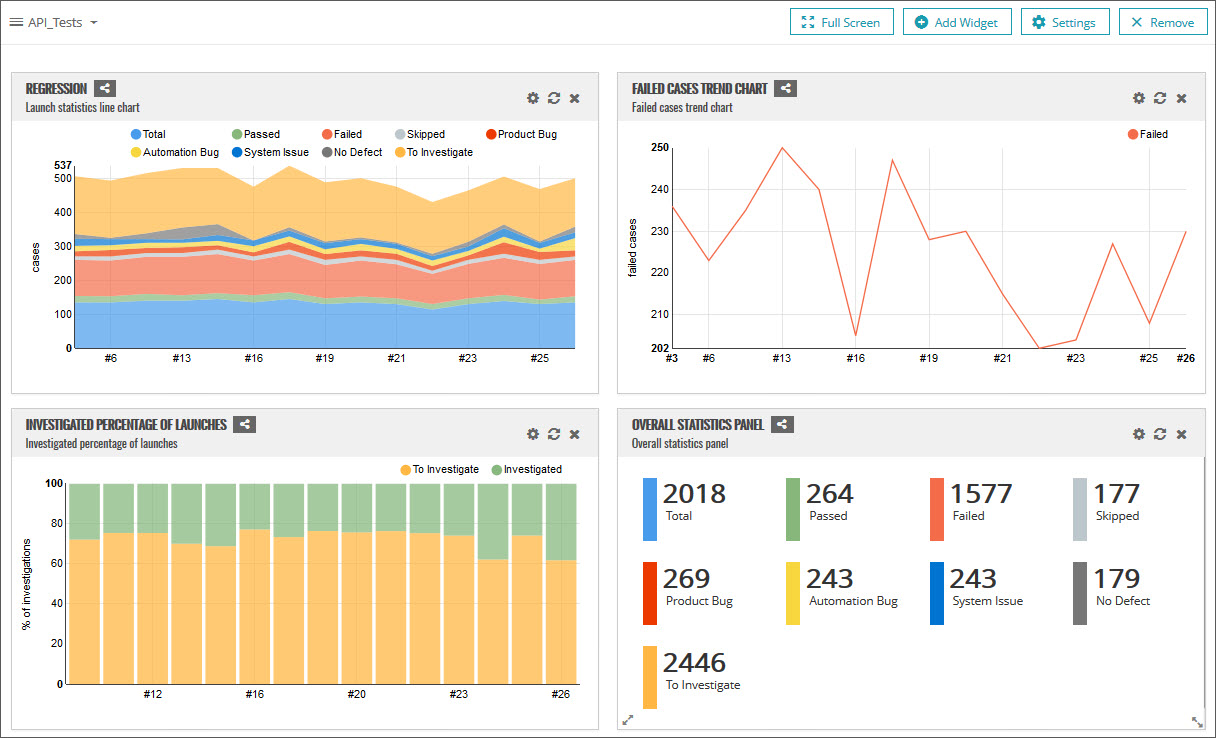 API_Tests
Full Screen
Add Widget
Settings
Remove
REGRESSION
Launch statistics line chart
Total Passed Failed Skipped Product Bug
Automation Bug System Issue No Defect To Investigate
537
500
400
300
200
100
0
cases
#6 #13 #16 #19 #21 #23 #25
FAILED CASES TREND CHART
Failed cases trend chart
Failed
250
240
230
220
210
202
failed cases
#3 #6 #13 #16 #19 #21 #23 #25 #26
INVESTIGATED PERCENTAGE OF LAUNCHES
Investigated percentage of launches
To Investigate Investigated
100
80
60
40
20
0
% of investigations
#12 #16 #20 #23 #26
OVERALL STATISTICS PANEL
Overall statistics panel
2018
Total
264
Passed
1577
Failed
177
Skipped
269
Product Bug
243
Automation Bug
243
System Issue
179
No Defect
2446
To Investigate